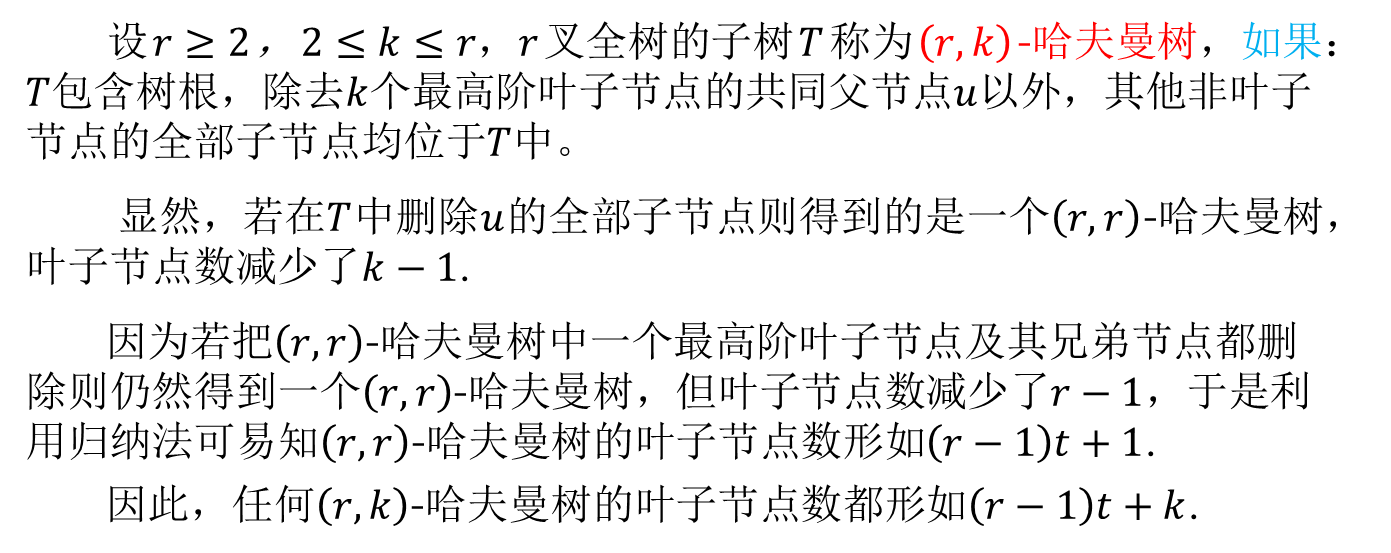 设r ≥ 2，2 ≤ k ≤ r，r 叉全树的子树T 称为(r, k) -哈夫曼树，如果：
T包含树根，除去k个最高阶叶子节点的共同父节点u以外，其他非叶子
节点的全部子节点均位于T中。
显然，若在T中删除u的全部子节点则得到的是一个(r, r)-哈夫曼树，
叶子节点数减少了k − 1.
因为若把(r, r)-哈夫曼树中一个最高阶叶子节点及其兄弟节点都删
除则仍然得到一个(r, r)-哈夫曼树，但叶子节点数减少了r − 1，于是利
用归纳法可易知(r, r)-哈夫曼树的叶子节点数形如(r − 1)t + 1.
因此，任何(r, k)-哈夫曼树的叶子节点数都形如(r − 1)t + k.